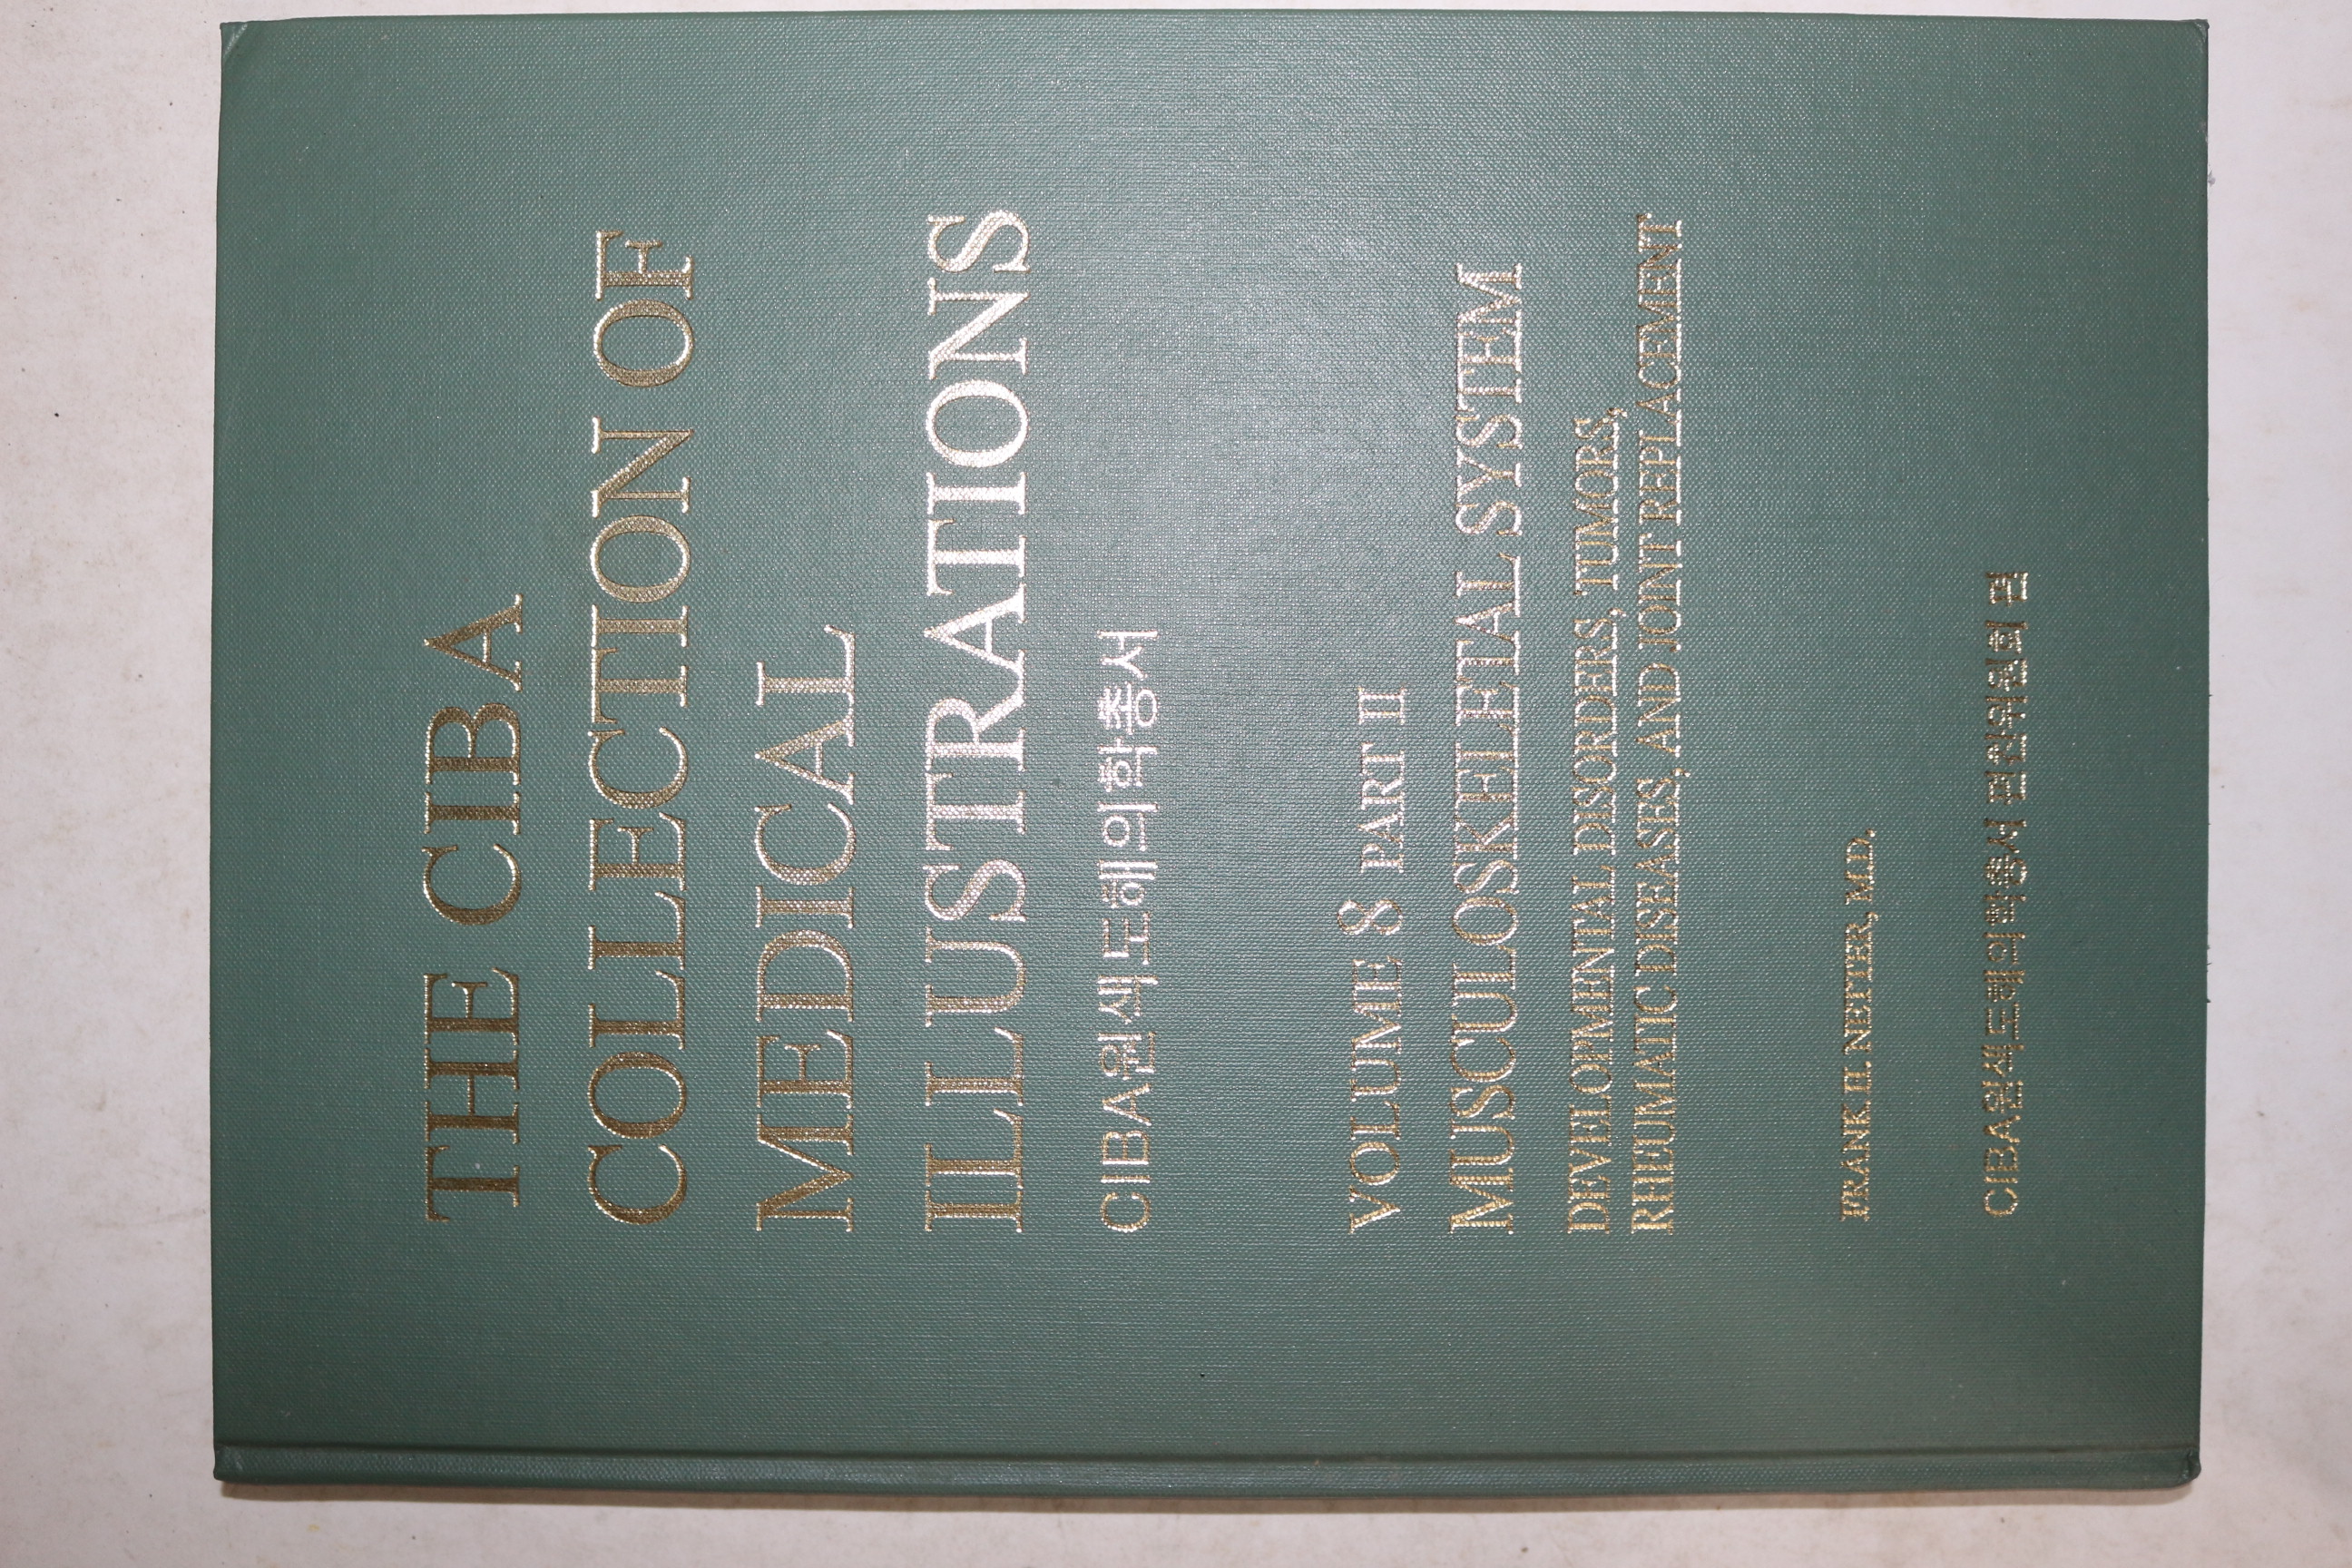 THE CIBA
COLLECTION OF
MEDICAL
ILLUSTRATIONS
CIBA원색도해의학총서
VOLUME 8 PART II
MUSCULOSKELETAL SYSTEM
DEVELOPMENTAL DISORDERS, TUMORS,
RHEUMATIC DISEASES, AND JOINT REPLACEMENT
FRANK H. NETTER, M.D.
CIBA원색도해의학총서 편찬위원회 편